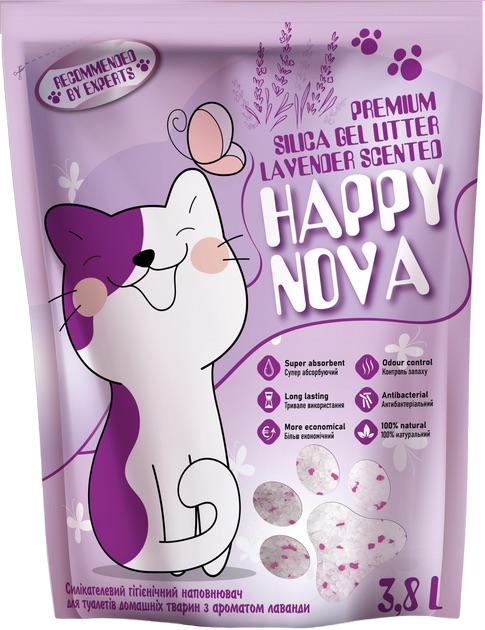 RECOMMENDED
BY EXPERTS
PREMIUM
SILICA GEL LITTER
LAVENDER SCENTED
HAPPY
NOVA
Super absorbent
Супер абсорбуючий
Odour control
Контроль запаху
Long lasting
Тривале використання
Antibacterial
Антибактеріальний
More economical
Більш економічний
100% natural
100% натуральний
Силікагелевий гігієнічний наповнювач
для туалетів домашніх тварин з ароматом лаванди
3,8 L